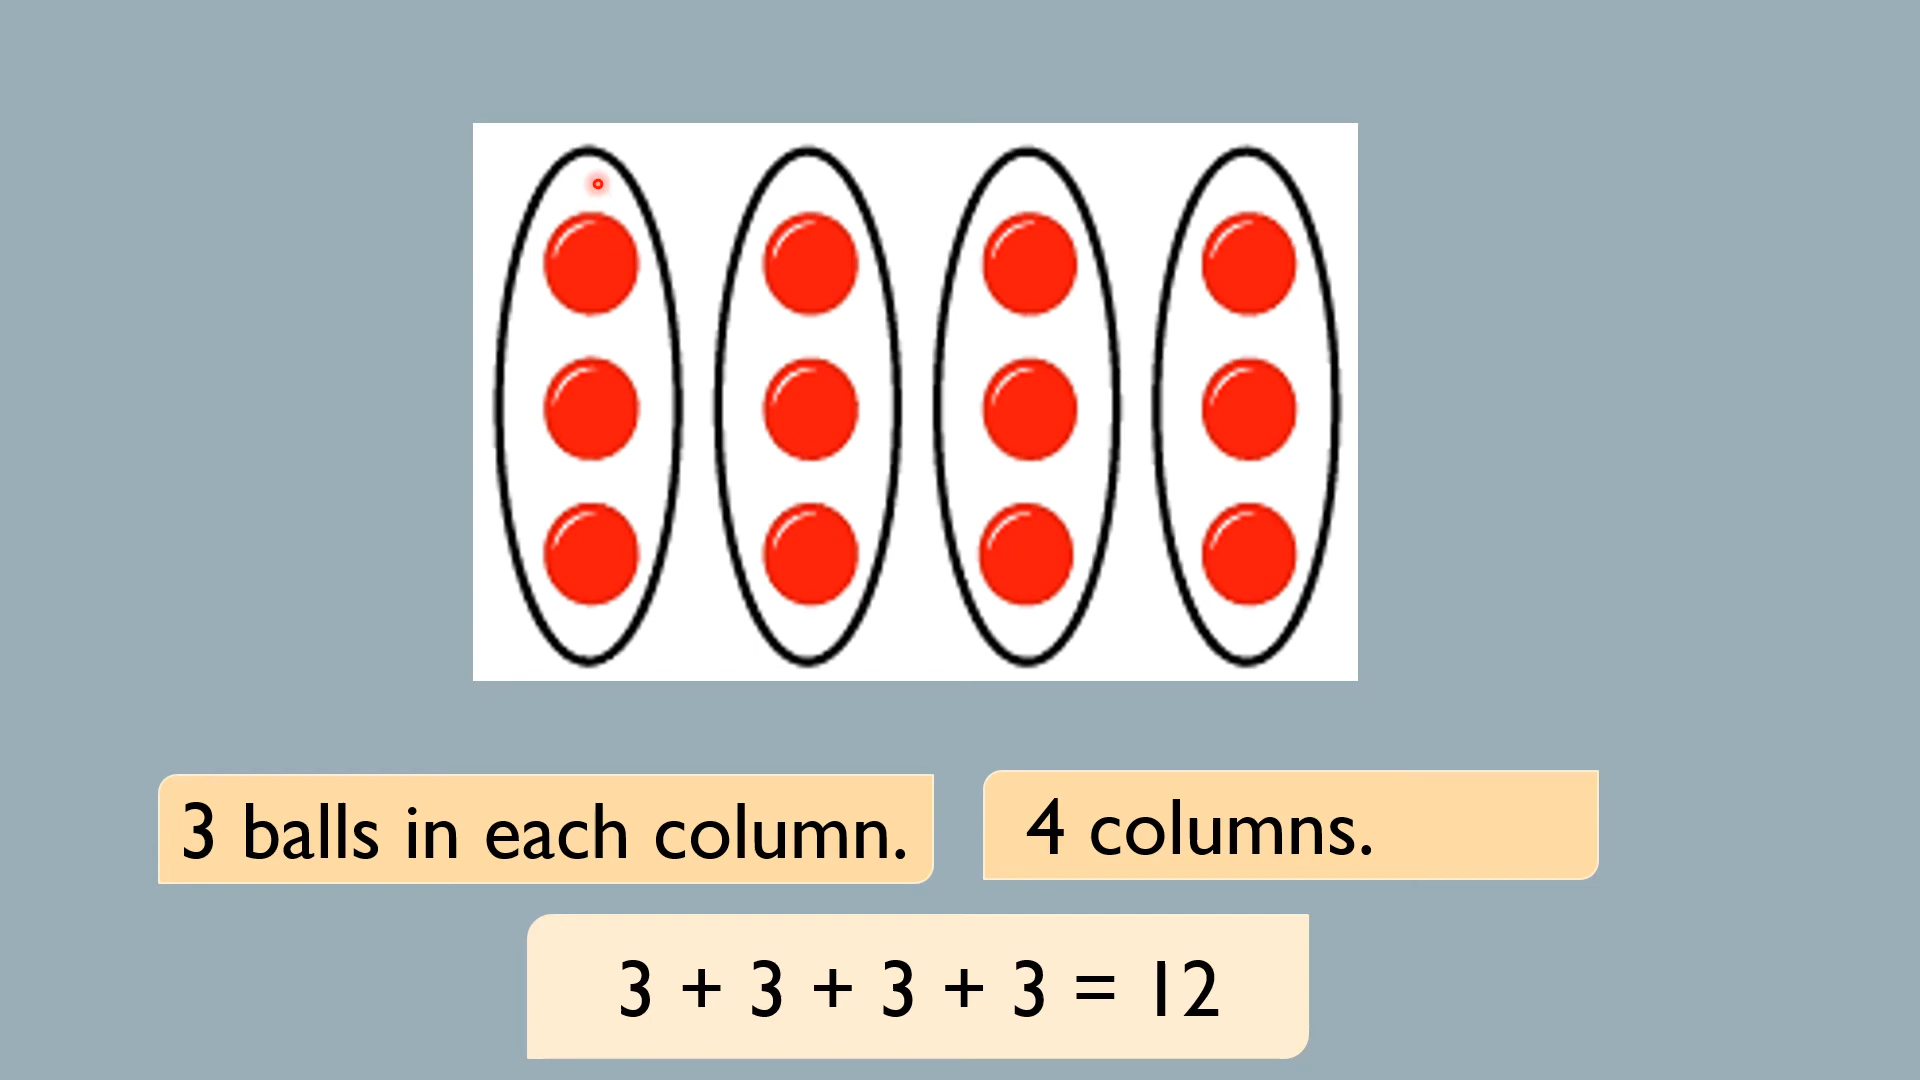 3 balls in each column.
4 columns.
3 + 3 + 3 + 3 = 12